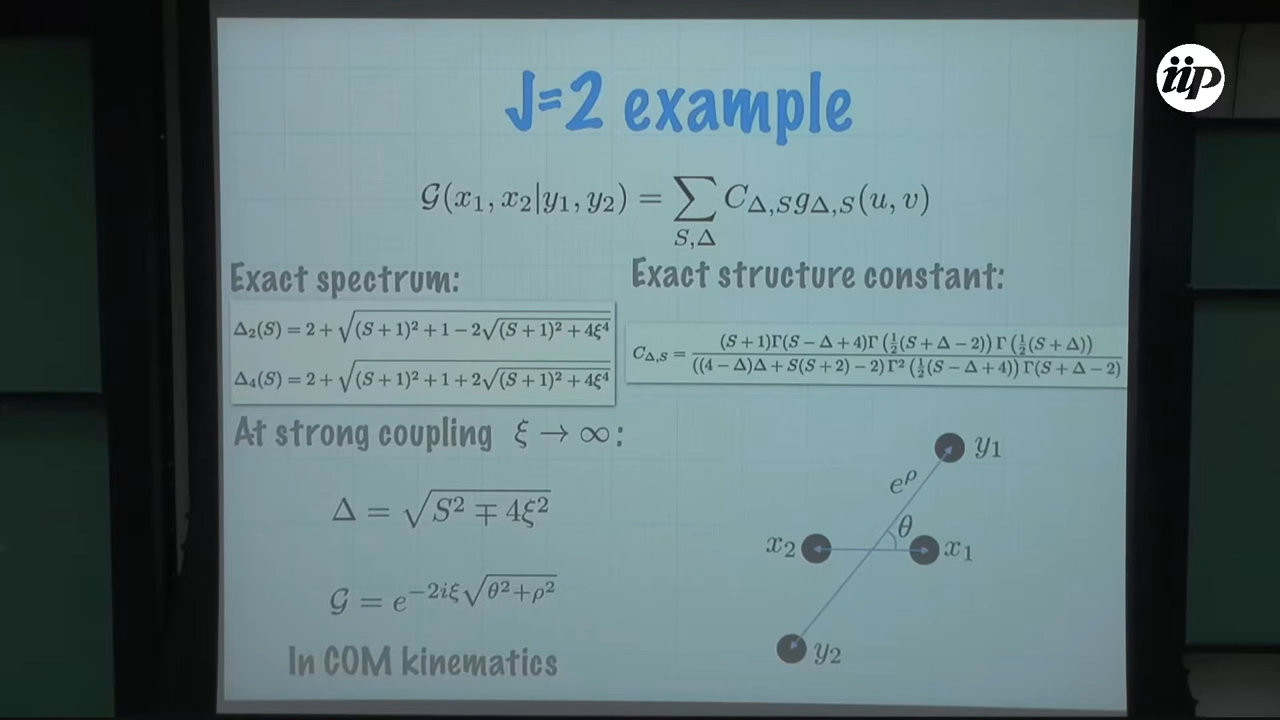 iip
J=2 example
𝒢(x₁, x₂|y₁, y₂) = ∑_{S,Δ} C_{Δ,S} g_{Δ,S}(u, v)
Exact spectrum:
Δ₂(S) = 2 + √((S+1)² + 1 − 2√((S+1)² + 4ξ⁴))
Δ₄(S) = 2 + √((S+1)² + 1 + 2√((S+1)² + 4ξ⁴))
Exact structure constant:
C_{Δ,S} = (S+1)Γ(S−Δ+4)Γ(½(S+Δ−2))Γ(½(S+Δ)) / ((4−Δ)Δ+S(S+2)−2)Γ²(½(S−Δ+4))Γ(S+Δ−2)
At strong coupling ξ → ∞:
Δ = √(S² ∓ 4ξ²)
𝒢 = e^{−2iξ√(θ²+ρ²)}
In COM kinematics
y₁
e^ρ
θ
x₂
x₁
y₂